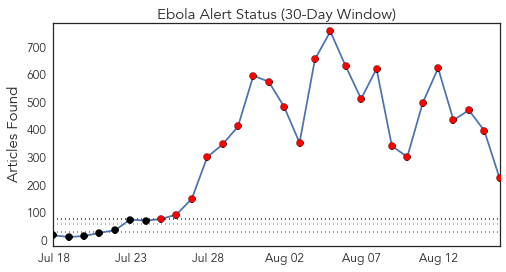 Ebola Alert Status (30-Day Window)
Articles Found
700
600
500
400
300
200
100
0
Jul 18 Jul 23 Jul 28 Aug 02 Aug 07 Aug 12